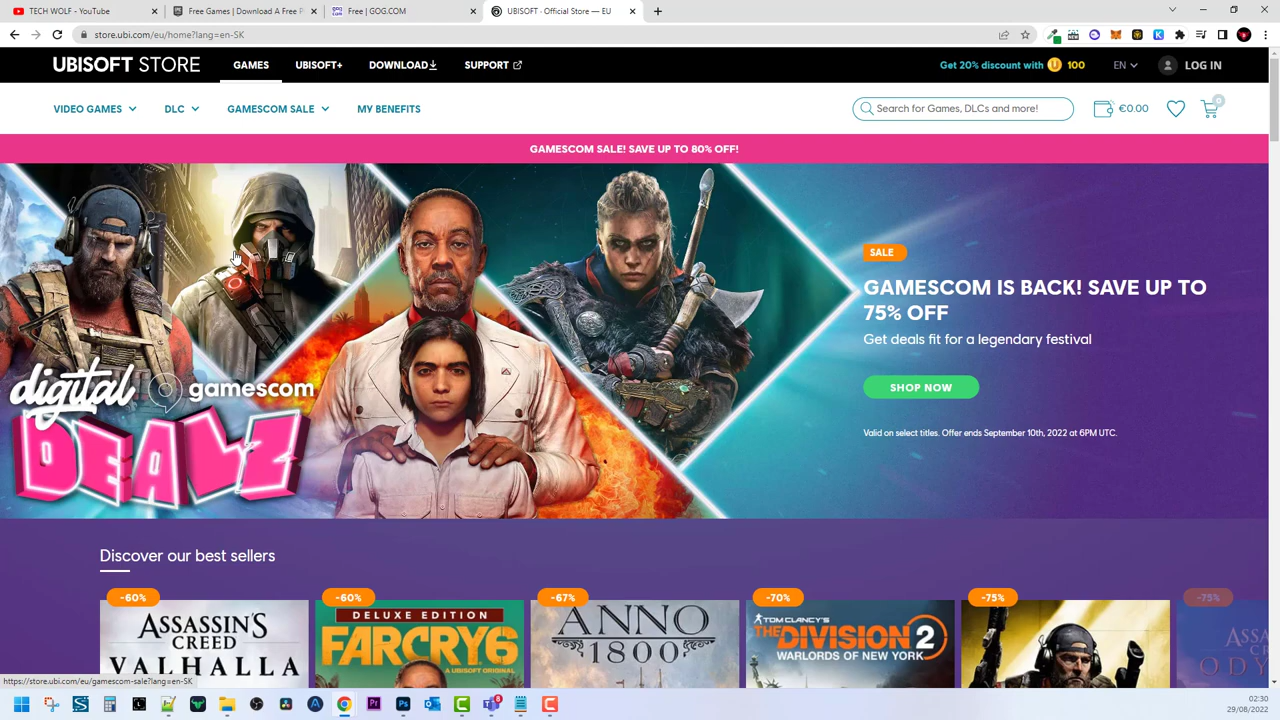 TECH WOLF - YouTube
Free Games | Download A Free P
Free | GOG.COM
UBISOFT - Official Store — EU
store.ubi.com/eu/home?lang=en-SK
UBISOFT STORE
GAMES
UBISOFT+
DOWNLOAD
SUPPORT
Get 20% discount with
100
EN
LOG IN
VIDEO GAMES
DLC
GAMESCOM SALE
MY BENEFITS
Search for Games, DLCs and more!
€0.00
0
GAMESCOM SALE! SAVE UP TO 80% OFF!
SALE
GAMESCOM IS BACK! SAVE UP TO
75% OFF
Get deals fit for a legendary festival
SHOP NOW
Valid on select titles. Offer ends September 10th, 2022 at 6PM UTC.
digital gamescom
DEALZ
Discover our best sellers
-60%
-60%
-67%
-70%
-75%
-75%
ASSASSIN'S
CREED
VALHALLA
DELUXE EDITION
FARCRY6
A UBISOFT ORIGINAL
ANNO
1800
TOM CLANCY'S
THE DIVISION 2
WARLORDS OF NEW YORK
https://store.ubi.com/eu/gamescom-sale?lang=en-SK
02:30
29/08/2022